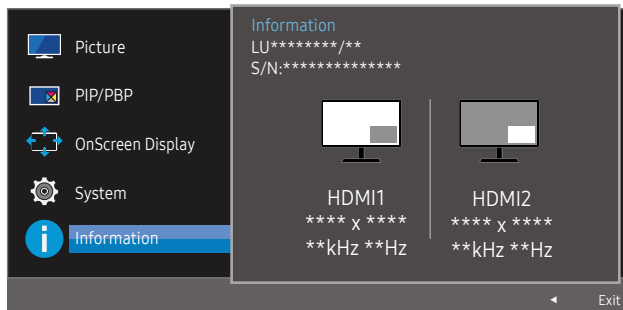 Picture
PIP/PBP
OnScreen Display
System
Information
Information
LU********/**
S/N:**************
HDMI1
**** x ****
**kHz **Hz
HDMI2
**** x ****
**kHz **Hz
Exit